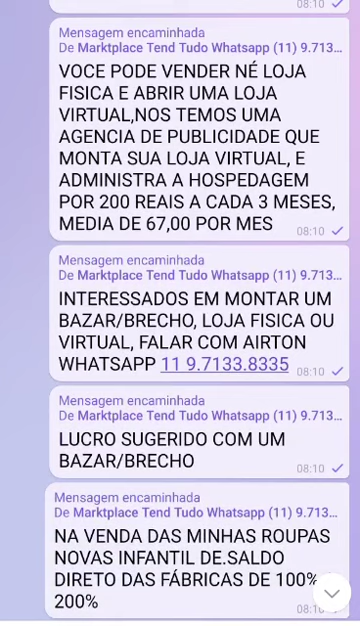 08:10
Mensagem encaminhada
De Marktplace Tend Tudo Whatsapp (11) 9.713...
VOCE PODE VENDER NÉ LOJA
FISICA E ABRIR UMA LOJA
VIRTUAL,NOS TEMOS UMA
AGENCIA DE PUBLICIDADE QUE
MONTA SUA LOJA VIRTUAL, E
ADMINISTRA A HOSPEDAGEM
POR 200 REAIS A CADA 3 MESES,
MEDIA DE 67,00 POR MES 08:10
Mensagem encaminhada
De Marktplace Tend Tudo Whatsapp (11) 9.713...
INTERESSADOS EM MONTAR UM
BAZAR/BRECHO, LOJA FISICA OU
VIRTUAL, FALAR COM AIRTON
WHATSAPP 11 9.7133.8335 08:10
Mensagem encaminhada
De Marktplace Tend Tudo Whatsapp (11) 9.713...
LUCRO SUGERIDO COM UM
BAZAR/BRECHO 08:10
Mensagem encaminhada
De Marktplace Tend Tudo Whatsapp (11) 9.713...
NA VENDA DAS MINHAS ROUPAS
NOVAS INFANTIL DE.SALDO
DIRETO DAS FÁBRICAS DE 100%
200%